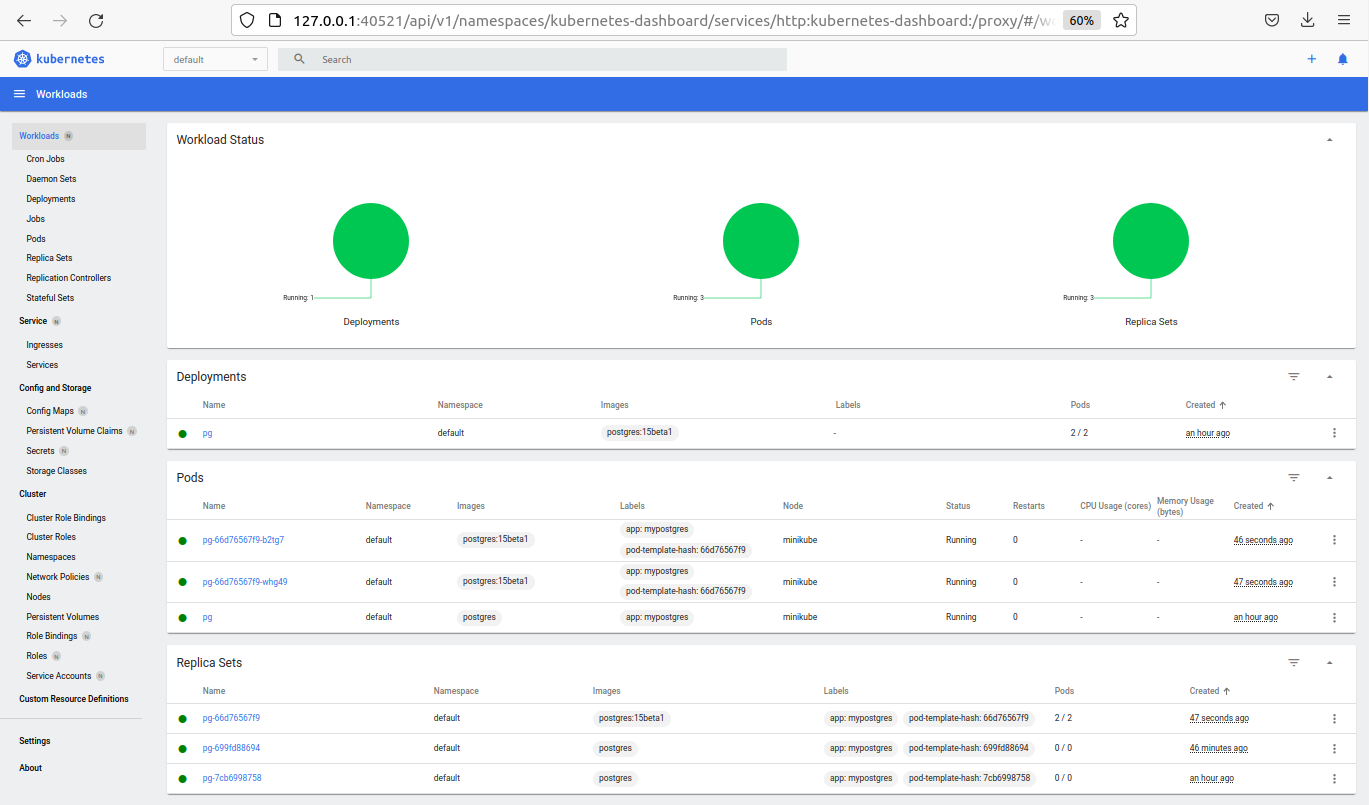 127.0.0.1:40521/api/v1/namespaces/kubernetes-dashboard/services/http:kubernetes-dashboard:/proxy/#/w 60%
kubernetes default Search
Workloads
Workloads N
Cron Jobs
Daemon Sets
Deployments
Jobs
Pods
Replica Sets
Replication Controllers
Stateful Sets
Service N
Ingresses
Services
Config and Storage
Config Maps N
Persistent Volume Claims N
Secrets N
Storage Classes
Cluster
Cluster Role Bindings
Cluster Roles
Namespaces
Network Policies N
Nodes
Persistent Volumes
Role Bindings N
Roles N
Service Accounts N
Custom Resource Definitions
Settings
About
Workload Status
Running: 1 Running: 3 Running: 3
Deployments Pods Replica Sets
Deployments
Name Namespace Images Labels Pods Created
pg default postgres:15beta1 - 2 / 2 an hour ago
Pods
Name Namespace Images Labels Node Status Restarts CPU Usage (cores) Memory Usage (bytes) Created
pg-66d76567f9-b2tg7 default postgres:15beta1 app: mypostgres minikube Running 0 - - 46 seconds ago
pod-template-hash: 66d76567f9
pg-66d76567f9-whg49 default postgres:15beta1 app: mypostgres minikube Running 0 - - 47 seconds ago
pod-template-hash: 66d76567f9
pg default postgres app: mypostgres minikube Running 0 - - an hour ago
Replica Sets
Name Namespace Images Labels Pods Created
pg-66d76567f9 default postgres:15beta1 app: mypostgres pod-template-hash: 66d76567f9 2 / 2 47 seconds ago
pg-699fd88694 default postgres app: mypostgres pod-template-hash: 699fd88694 0 / 0 46 minutes ago
pg-7cb6998758 default postgres app: mypostgres pod-template-hash: 7cb6998758 0 / 0 an hour ago